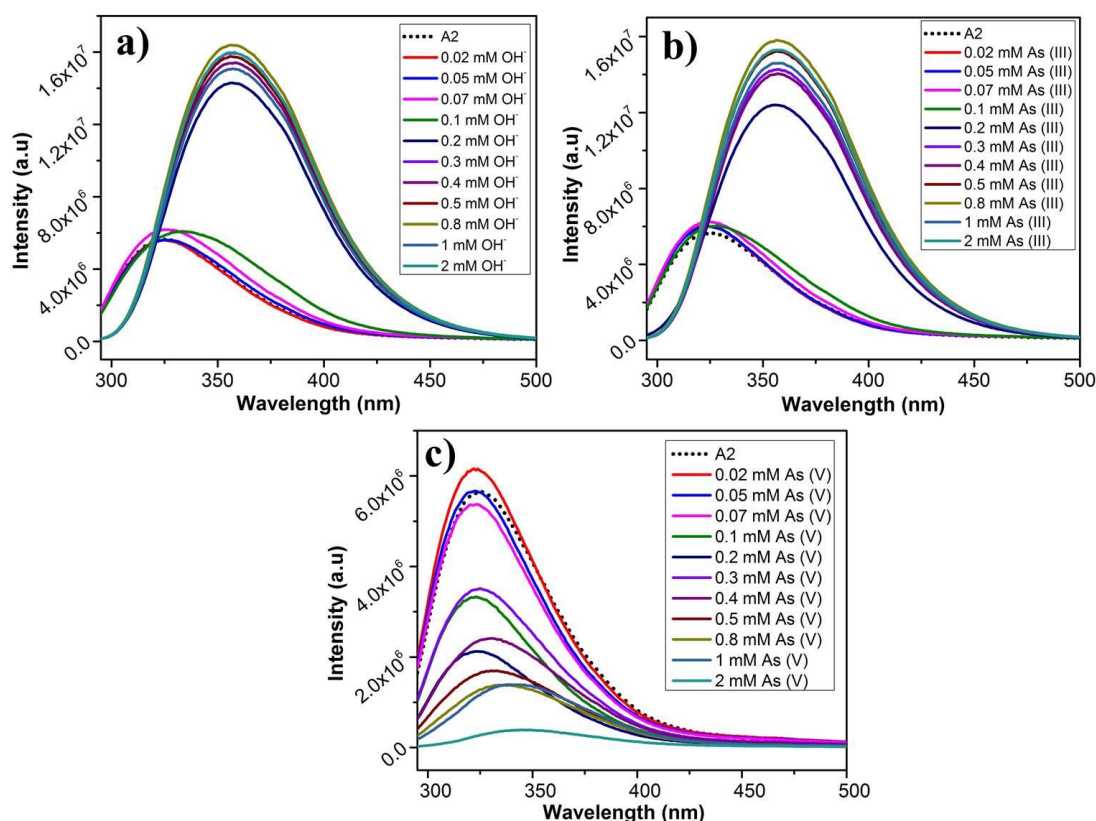 a)
A2
0.02 mM OH⁻
0.05 mM OH⁻
0.07 mM OH⁻
0.1 mM OH⁻
0.2 mM OH⁻
0.3 mM OH⁻
0.4 mM OH⁻
0.5 mM OH⁻
0.8 mM OH⁻
1 mM OH⁻
2 mM OH⁻
1.6x10⁷
1.2x10⁷
8.0x10⁶
4.0x10⁶
0.0
Intensity (a.u)
300 350 400 450 500
Wavelength (nm)
b)
A2
0.02 mM As (III)
0.05 mM As (III)
0.07 mM As (III)
0.1 mM As (III)
0.2 mM As (III)
0.3 mM As (III)
0.4 mM As (III)
0.5 mM As (III)
0.8 mM As (III)
1 mM As (III)
2 mM As (III)
1.6x10⁷
1.2x10⁷
8.0x10⁶
4.0x10⁶
0.0
Intensity (a.u)
300 350 400 450 500
Wavelength (nm)
c)
A2
0.02 mM As (V)
0.05 mM As (V)
0.07 mM As (V)
0.1 mM As (V)
0.2 mM As (V)
0.3 mM As (V)
0.4 mM As (V)
0.5 mM As (V)
0.8 mM As (V)
1 mM As (V)
2 mM As (V)
6.0x10⁶
4.0x10⁶
2.0x10⁶
0.0
Intensity (a.u)
300 350 400 450 500
Wavelength (nm)